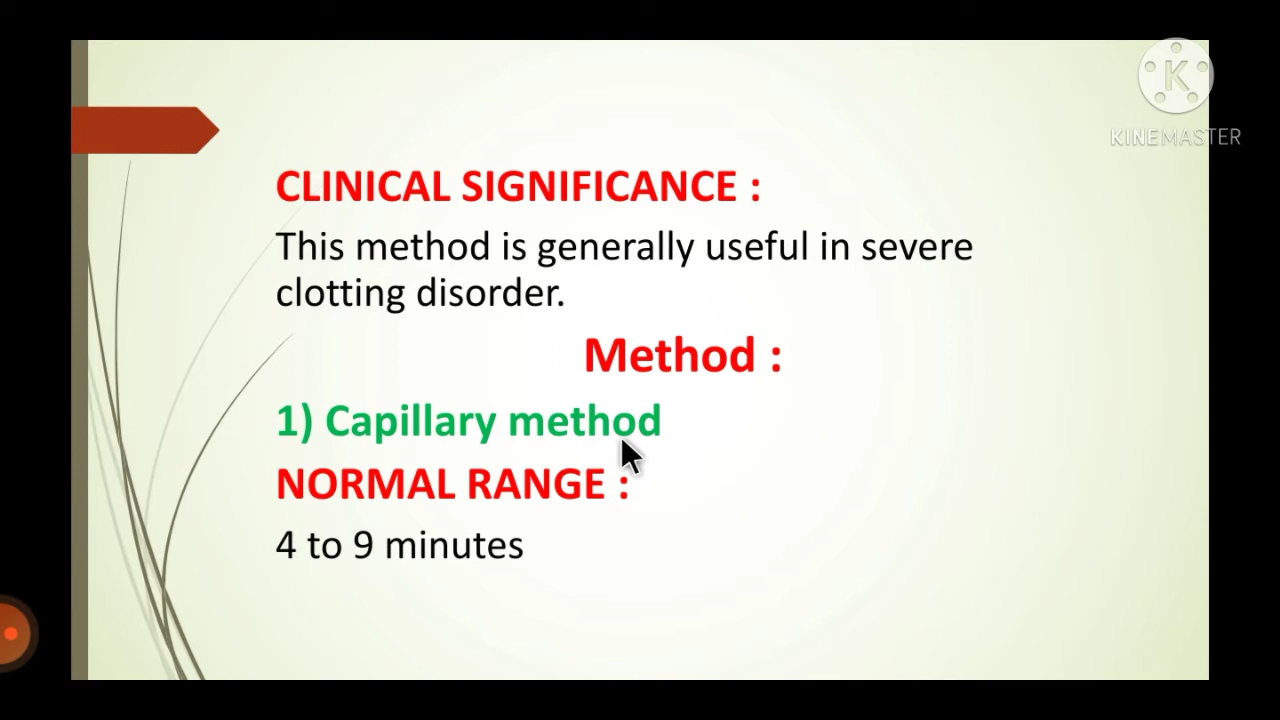 K
KINEMASTER
CLINICAL SIGNIFICANCE :
This method is generally useful in severe
clotting disorder.
Method :
1) Capillary method
NORMAL RANGE :
4 to 9 minutes